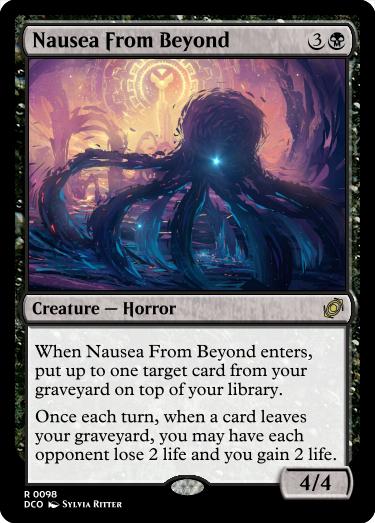 Nausea From Beyond 3
Creature — Horror
When Nausea From Beyond enters,
put up to one target card from your
graveyard on top of your library.
Once each turn, when a card leaves
your graveyard, you may have each
opponent lose 2 life and you gain 2 life.
4/4
R 0098
DCO Sylvia Ritter